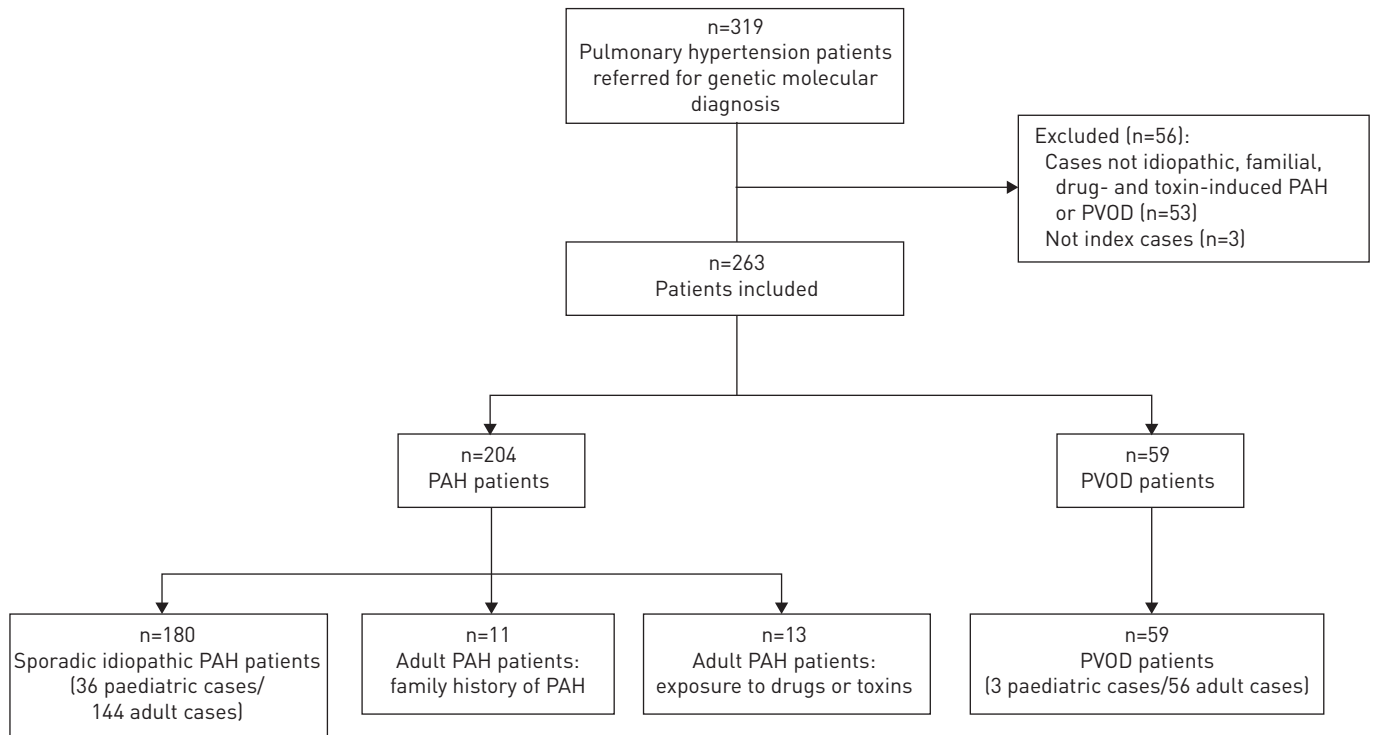 n=319
Pulmonary hypertension patients
referred for genetic molecular
diagnosis
Excluded (n=56):
Cases not idiopathic, familial,
drug- and toxin-induced PAH
or PVOD (n=53)
Not index cases (n=3)
n=263
Patients included
n=204
PAH patients
n=59
PVOD patients
n=180
Sporadic idiopathic PAH patients
(36 paediatric cases/
144 adult cases)
n=11
Adult PAH patients:
family history of PAH
n=13
Adult PAH patients:
exposure to drugs or toxins
n=59
PVOD patients
(3 paediatric cases/56 adult cases)